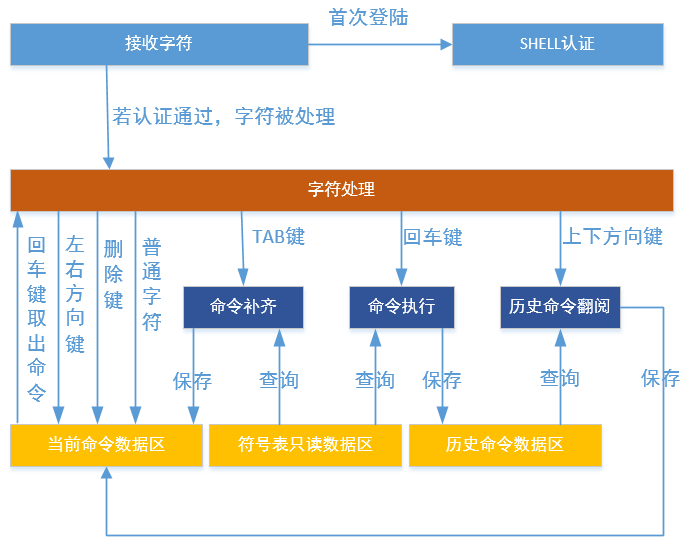 首次登陆
接收字符
SHELL认证
若认证通过，字符被处理
字符处理
回车键取出命令
左右方向键
删除键
普通字符
TAB键
回车键
上下方向键
命令补齐
命令执行
历史命令翻阅
保存
查询
查询
保存
查询
保存
当前命令数据区
符号表只读数据区
历史命令数据区